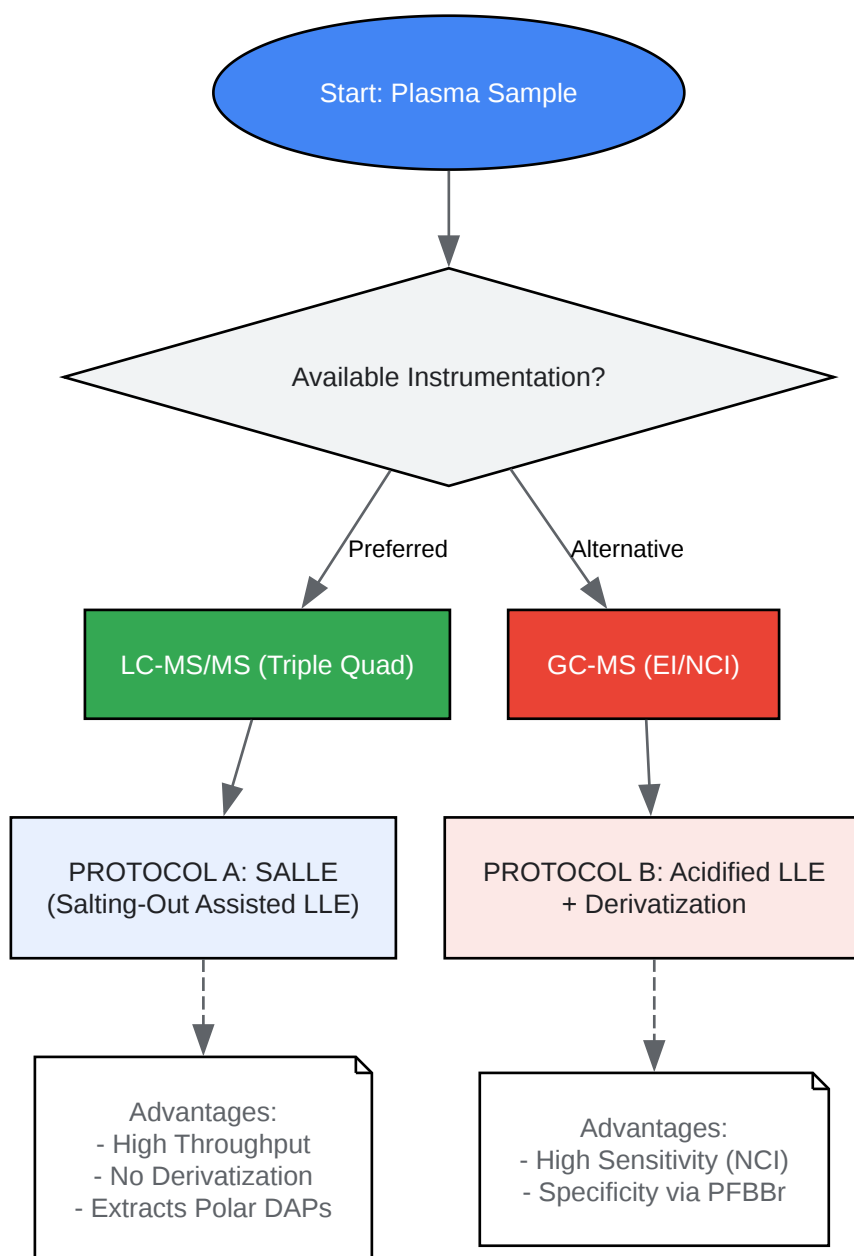 Start: Plasma Sample
Available Instrumentation?
Preferred
Alternative
LC-MS/MS (Triple Quad)
GC-MS (EI/NCI)
PROTOCOL A: SALLE
(Salting-Out Assisted LLE)
PROTOCOL B: Acidified LLE
+ Derivatization
Advantages:
- High Throughput
- No Derivatization
- Extracts Polar DAPs
Advantages:
- High Sensitivity (NCI)
- Specificity via PFBBr